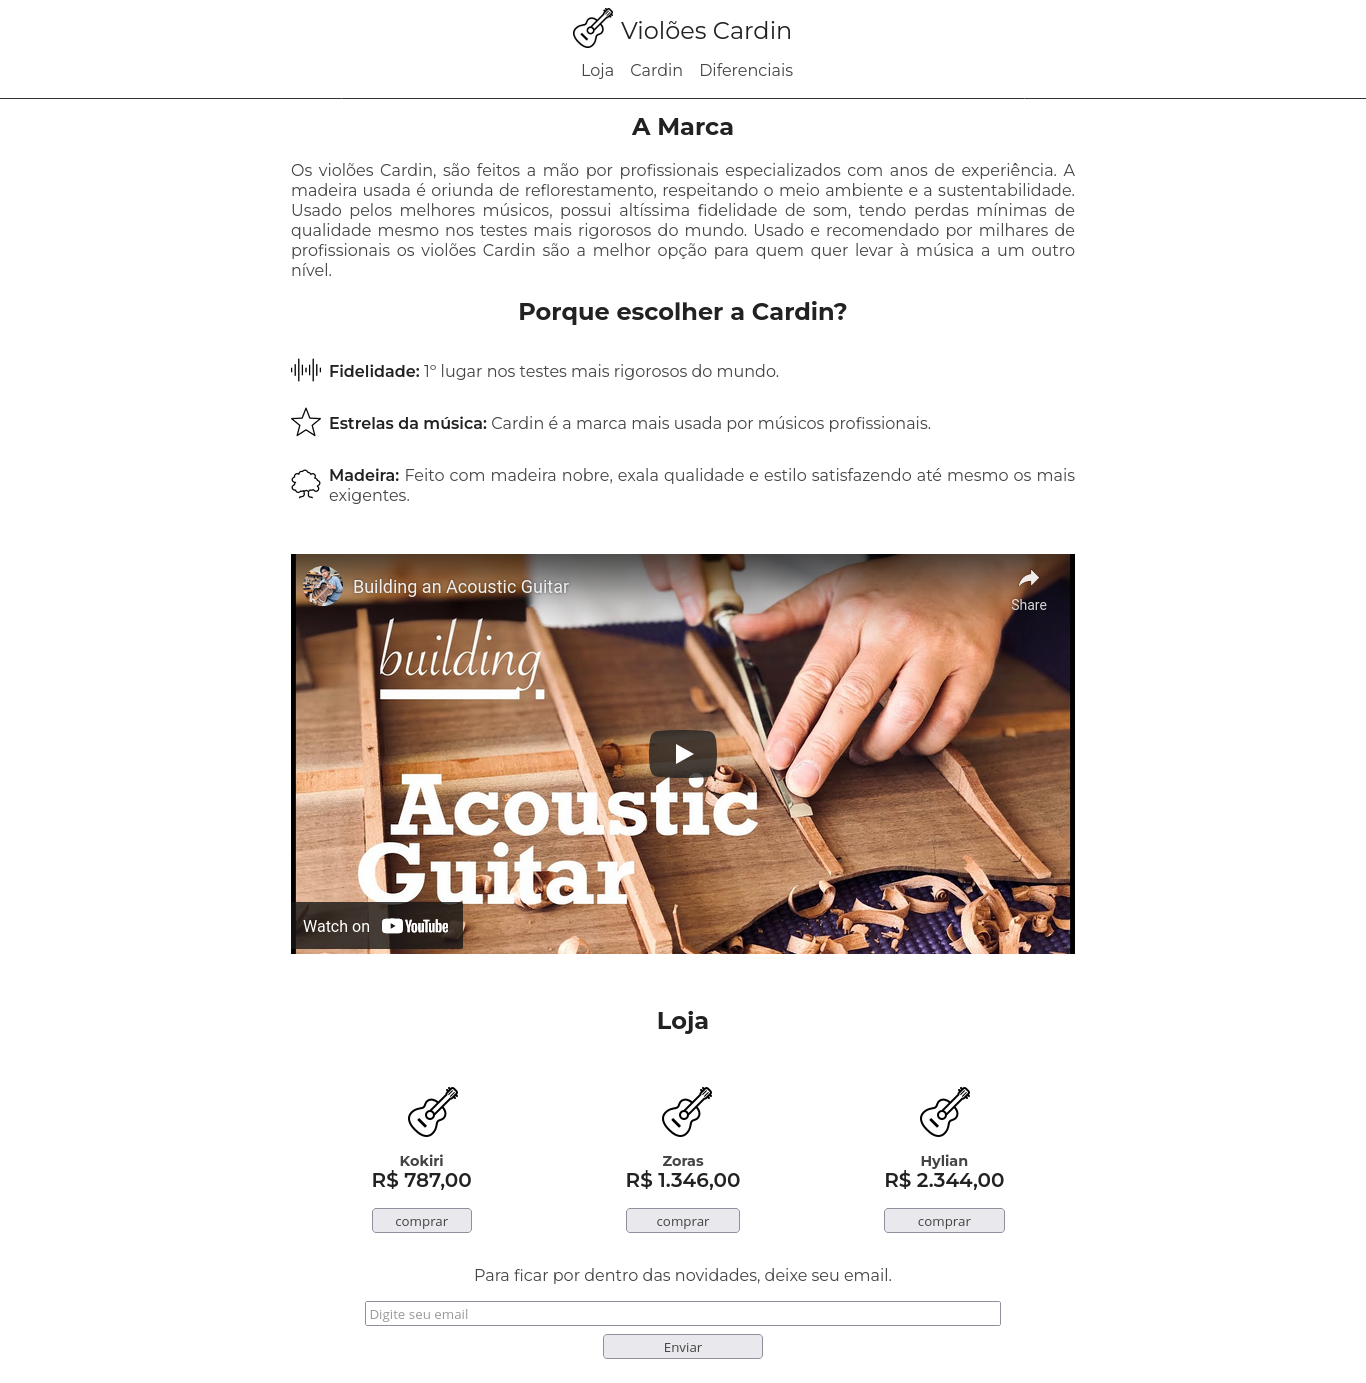 Violões Cardin
Loja Cardin Diferenciais
A Marca
Os violões Cardin, são feitos a mão por profissionais especializados com anos de experiência. A
madeira usada é oriunda de reflorestamento, respeitando o meio ambiente e a sustentabilidade.
Usado pelos melhores músicos, possui altíssima fidelidade de som, tendo perdas mínimas de
qualidade mesmo nos testes mais rigorosos do mundo. Usado e recomendado por milhares de
profissionais os violões Cardin são a melhor opção para quem quer levar à música a um outro
nível.
Porque escolher a Cardin?
Fidelidade: 1º lugar nos testes mais rigorosos do mundo.
Estrelas da música: Cardin é a marca mais usada por músicos profissionais.
Madeira: Feito com madeira nobre, exala qualidade e estilo satisfazendo até mesmo os mais
exigentes.
Building an Acoustic Guitar
Share
building
Acoustic
Guitar
Watch on YouTube
Loja
Kokiri Zoras Hylian
R$ 787,00 R$ 1.346,00 R$ 2.344,00
comprar comprar comprar
Para ficar por dentro das novidades, deixe seu email.
Digite seu email
Enviar